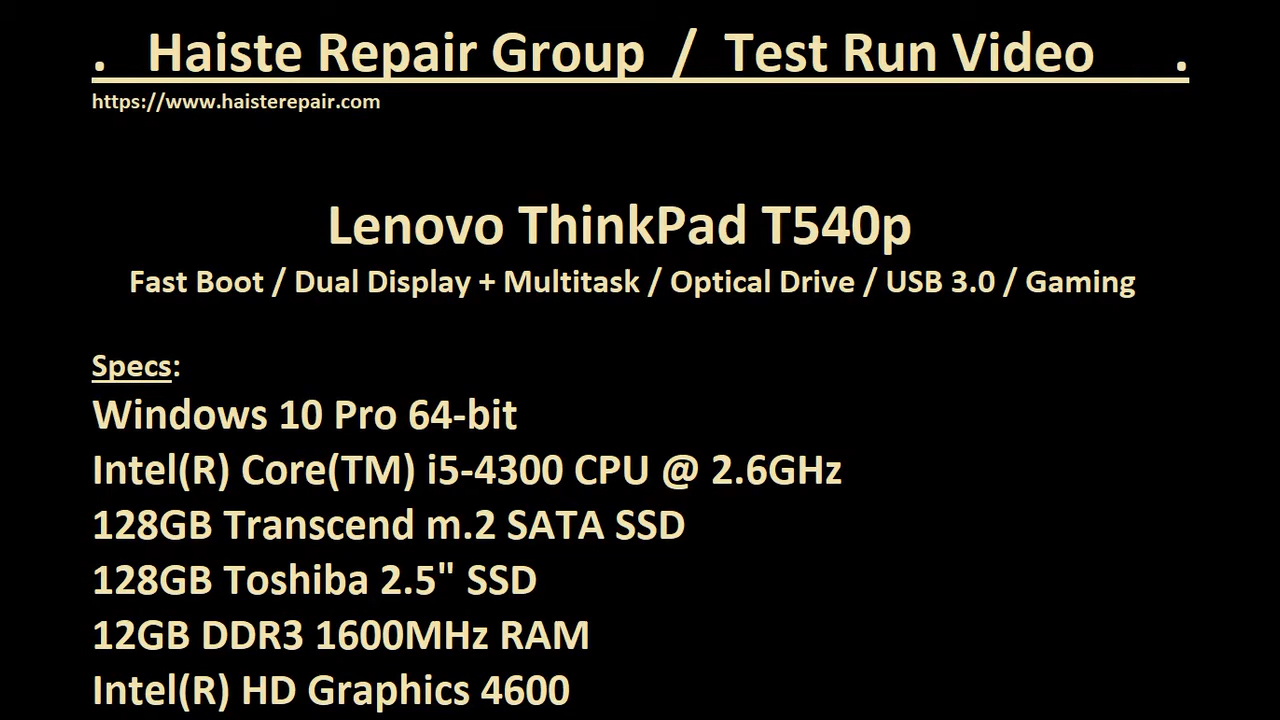 . Haiste Repair Group / Test Run Video .
https://www.haisterepair.com
Lenovo ThinkPad T540p
Fast Boot / Dual Display + Multitask / Optical Drive / USB 3.0 / Gaming
Specs:
Windows 10 Pro 64-bit
Intel(R) Core(TM) i5-4300 CPU @ 2.6GHz
128GB Transcend m.2 SATA SSD
128GB Toshiba 2.5" SSD
12GB DDR3 1600MHz RAM
Intel(R) HD Graphics 4600